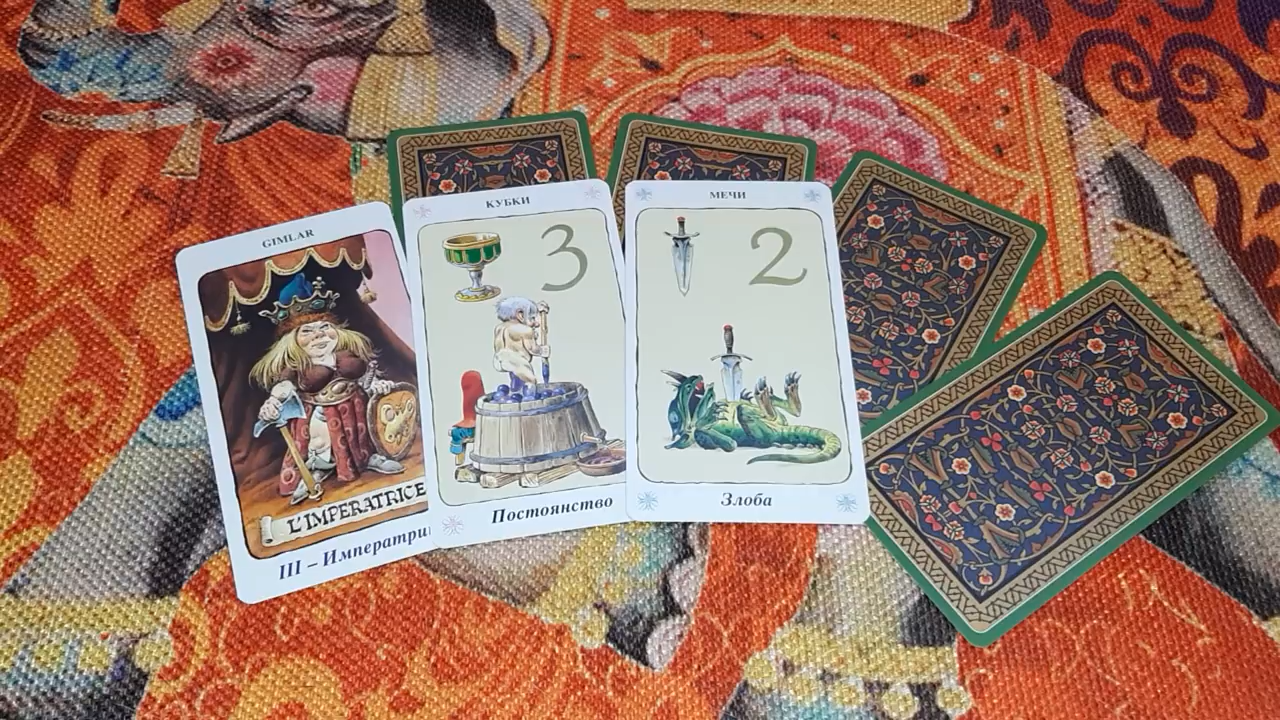 GIMLAR
L'IMPERATRICE
III – Императри
КУБКИ
3
Постоянство
МЕЧИ
2
Злоба